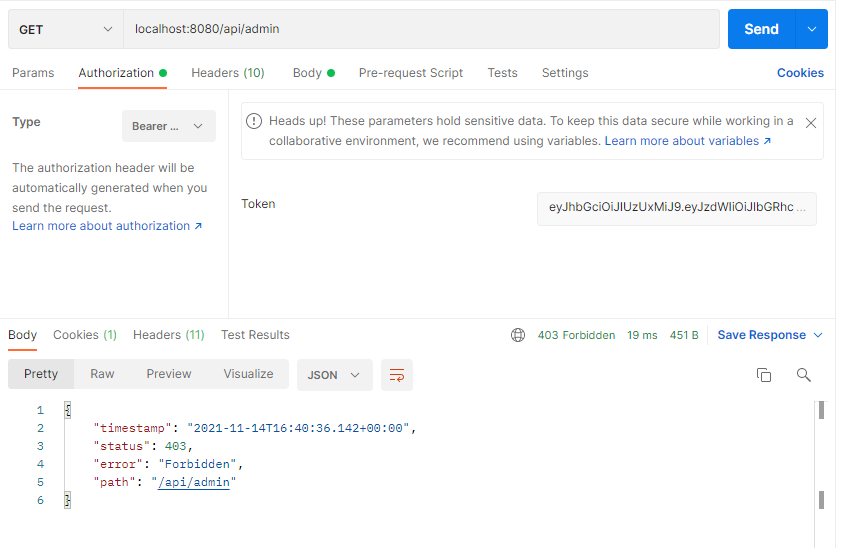 GET localhost:8080/api/admin Send
Params Authorization Headers (10) Body Pre-request Script Tests Settings Cookies
Type Bearer ...
The authorization header will be
automatically generated when you
send the request.
Learn more about authorization ↗
Heads up! These parameters hold sensitive data. To keep this data secure while working in a
collaborative environment, we recommend using variables. Learn more about variables ↗
Token eyJhbGciOiJIUzUxMiJ9.eyJzdWIiOiJIbGRhc ...
Body Cookies (1) Headers (11) Test Results 403 Forbidden 19 ms 451 B Save Response
Pretty Raw Preview Visualize JSON
1 {
2 "timestamp": "2021-11-14T16:40:36.142+00:00",
3 "status": 403,
4 "error": "Forbidden",
5 "path": "/api/admin"
6 }